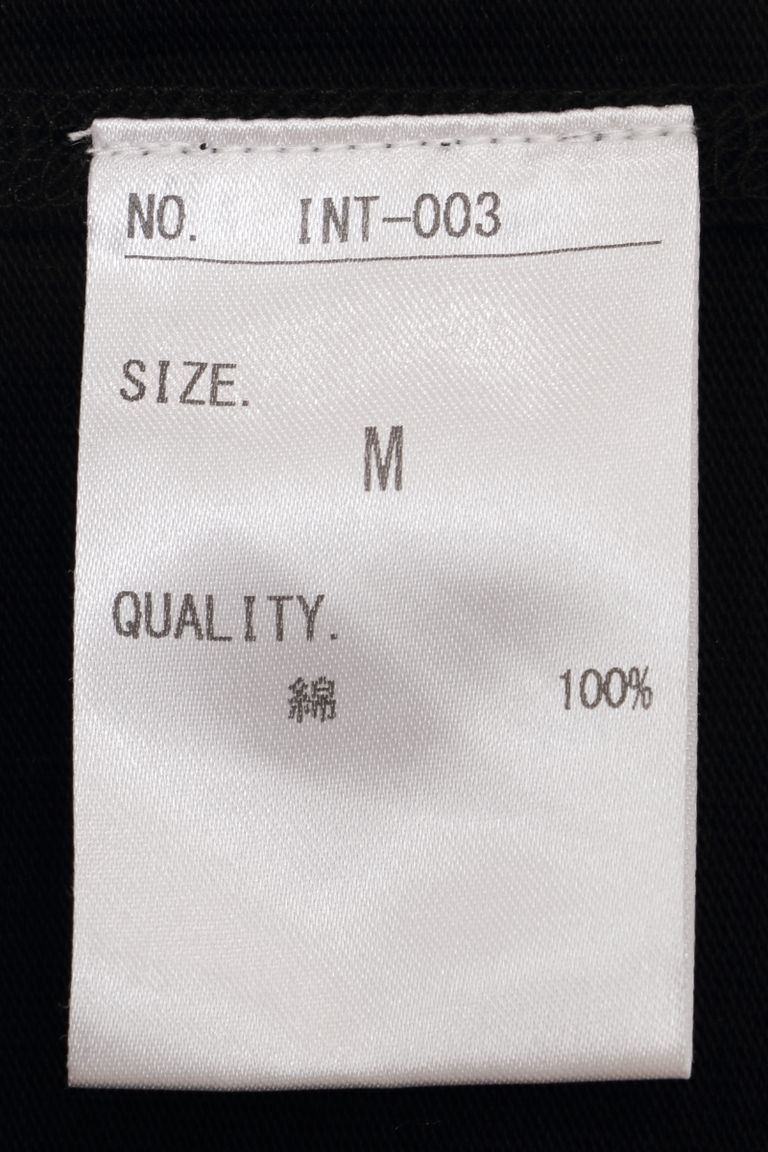 NO. INT-003
SIZE.
M
QUALITY.
綿 100%